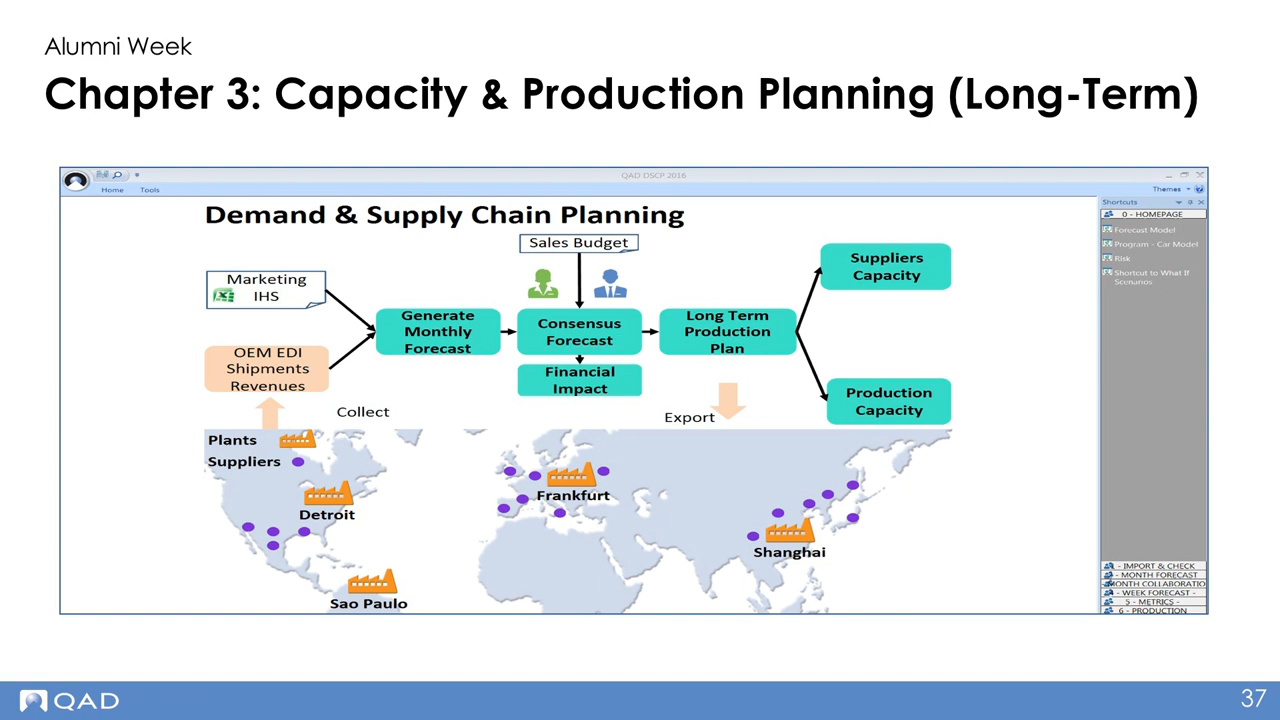 Alumni Week
Chapter 3: Capacity & Production Planning (Long-Term)
QAD DSCP 2016
Home Tools
Themes
Shortcuts
0 - HOMEPAGE
Forecast Model
Program - Car Model
Risk
Shortcut to What If
Scenarios
Demand & Supply Chain Planning
Sales Budget
Marketing
IHS
Suppliers
Capacity
Generate
Monthly
Forecast
Consensus
Forecast
Long Term
Production
Plan
OEM EDI
Shipments
Revenues
Financial
Impact
Production
Capacity
Collect
Export
Plants
Suppliers
Detroit
Frankfurt
Shanghai
Sao Paulo
- IMPORT & CHECK
- MONTH FORECAST
MONTH COLLABORATIO
- WEEK FORECAST -
5 - METRICS -
6 - PRODUCTION
QAD
37